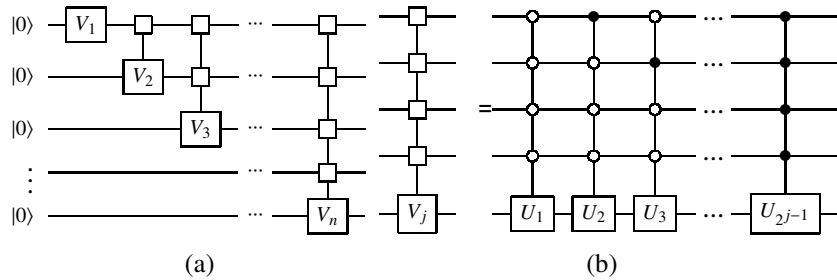 |0⟩ V₁ ...
|0⟩ V₂ ...
|0⟩ V₃ ...
⋮ ...
|0⟩ ... Vₙ Vⱼ
=
...
...
...
...
U₁ U₂ U₃ ... U₂ʲ⁻¹
(a) (b)